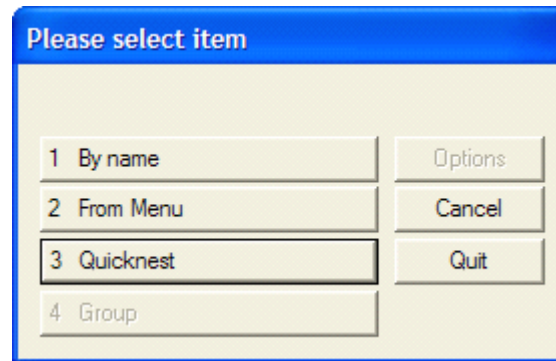 Please select item
1 By name
Options
2 From Menu
Cancel
3 Quicknest
Quit
4 Group